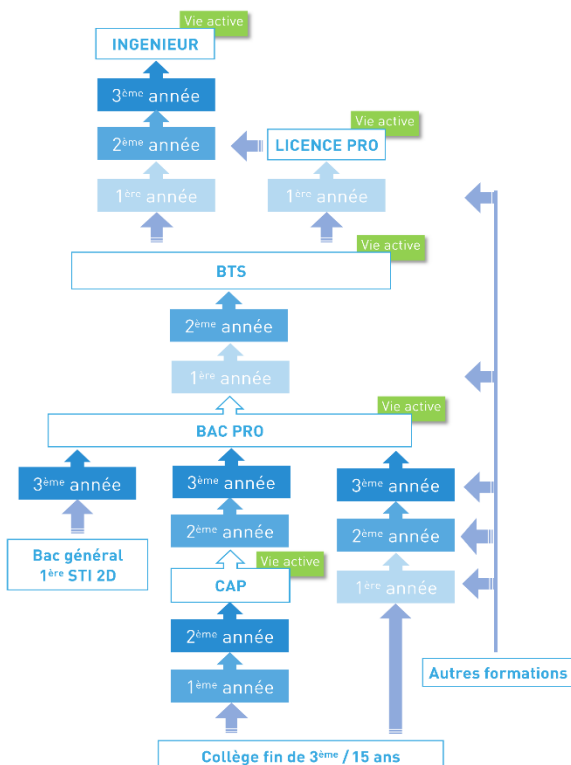 Vie active
INGENIEUR
3ème année
2ème année
Vie active
LICENCE PRO
1ère année
1ère année
Vie active
BTS
2ème année
1ère année
Vie active
BAC PRO
3ème année
3ème année
3ème année
Bac général
1ère STI 2D
2ème année
2ème année
Vie active
CAP
1ère année
2ème année
1ème année
Autres formations
Collège fin de 3ème / 15 ans